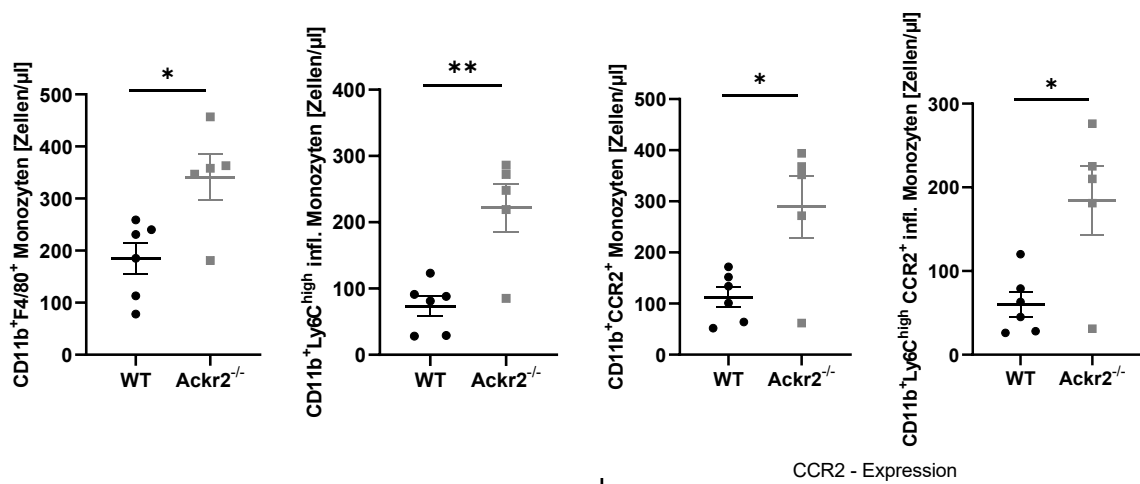 CD11b⁺F4/80⁺ Monozyten [Zellen/µl]
500
400
300
200
100
0
*
WT Ackr2⁻/⁻
CD11b⁺Ly6Cʰⁱᵍʰ infl. Monozyten [Zellen/µl]
400
300
200
100
0
**
WT Ackr2⁻/⁻
CD11b⁺CCR2⁺ Monozyten [Zellen/µl]
500
400
300
200
100
0
*
WT Ackr2⁻/⁻
CD11b⁺Ly6Cʰⁱᵍʰ CCR2⁺ infl. Monozyten [Zellen/µl]
300
200
100
0
*
WT Ackr2⁻/⁻
CCR2 - Expression